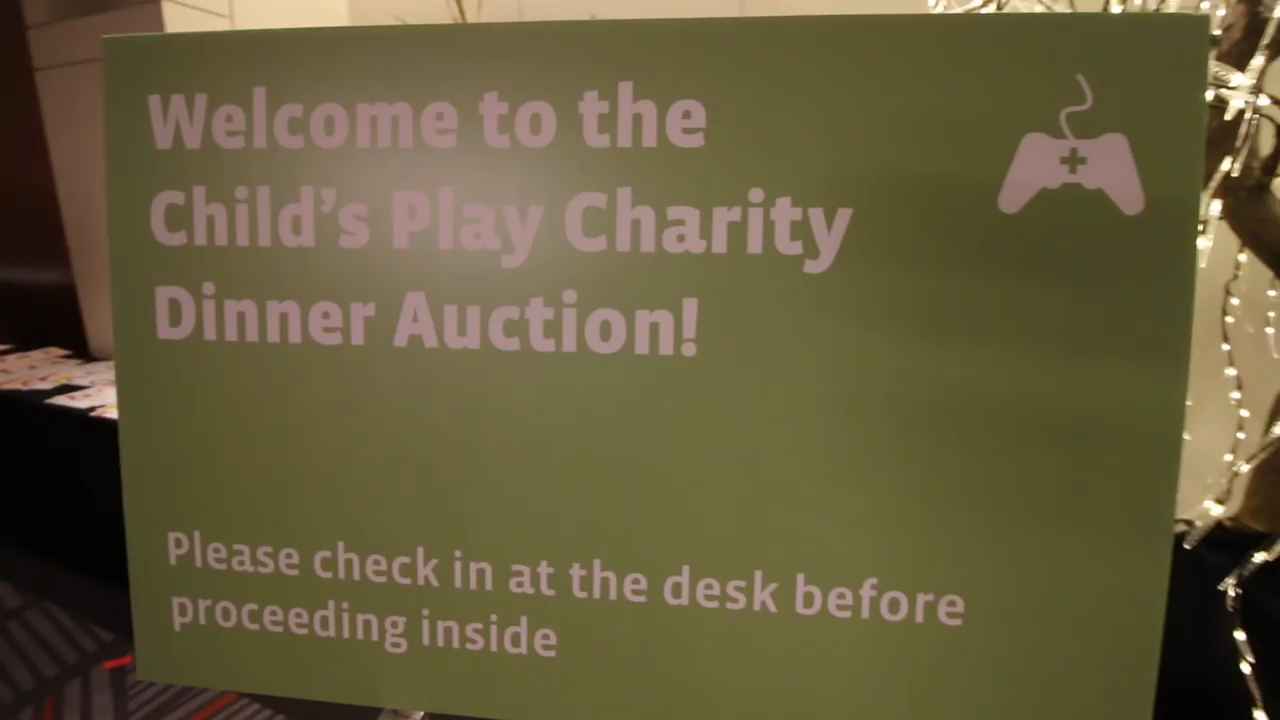 Welcome to the
Child's Play Charity
Dinner Auction!
Please check in at the desk before
proceeding inside